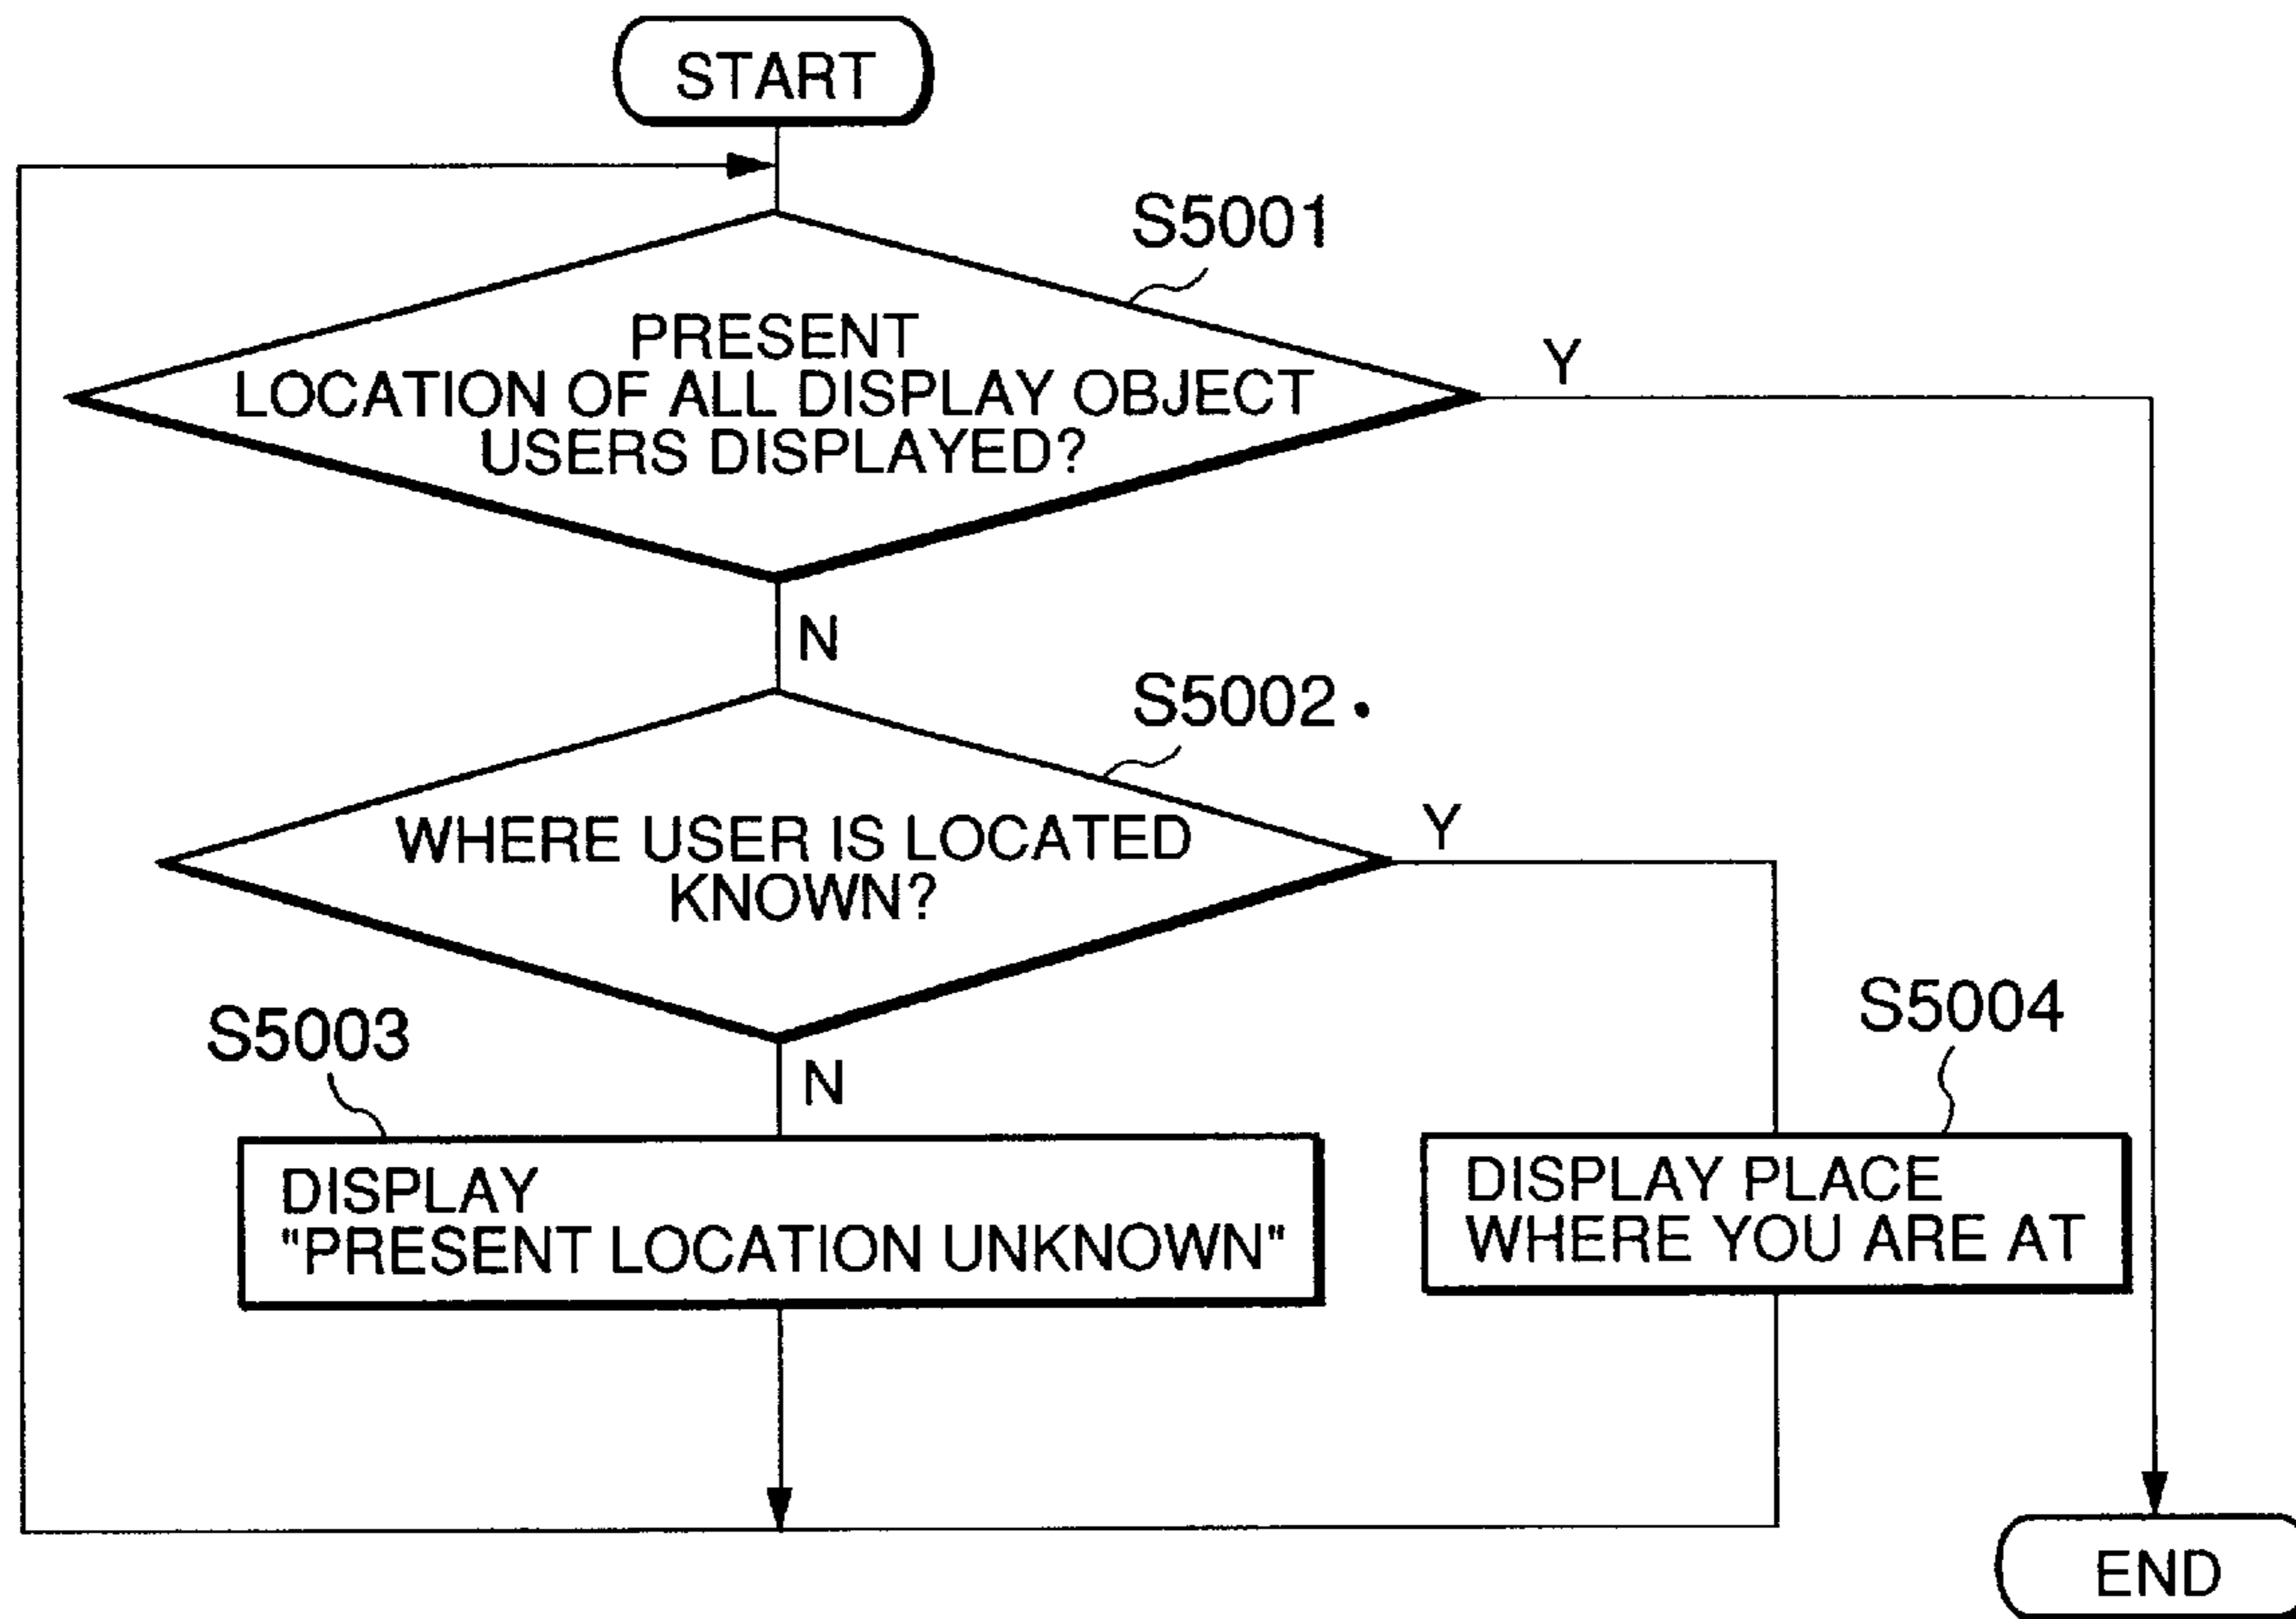 START
S5001
PRESENT
LOCATION OF ALL DISPLAY OBJECT
USERS DISPLAYED?
Y
N
S5002
WHERE USER IS LOCATED
KNOWN?
Y
N
S5003
DISPLAY
"PRESENT LOCATION UNKNOWN"
S5004
DISPLAY PLACE
WHERE YOU ARE AT
END